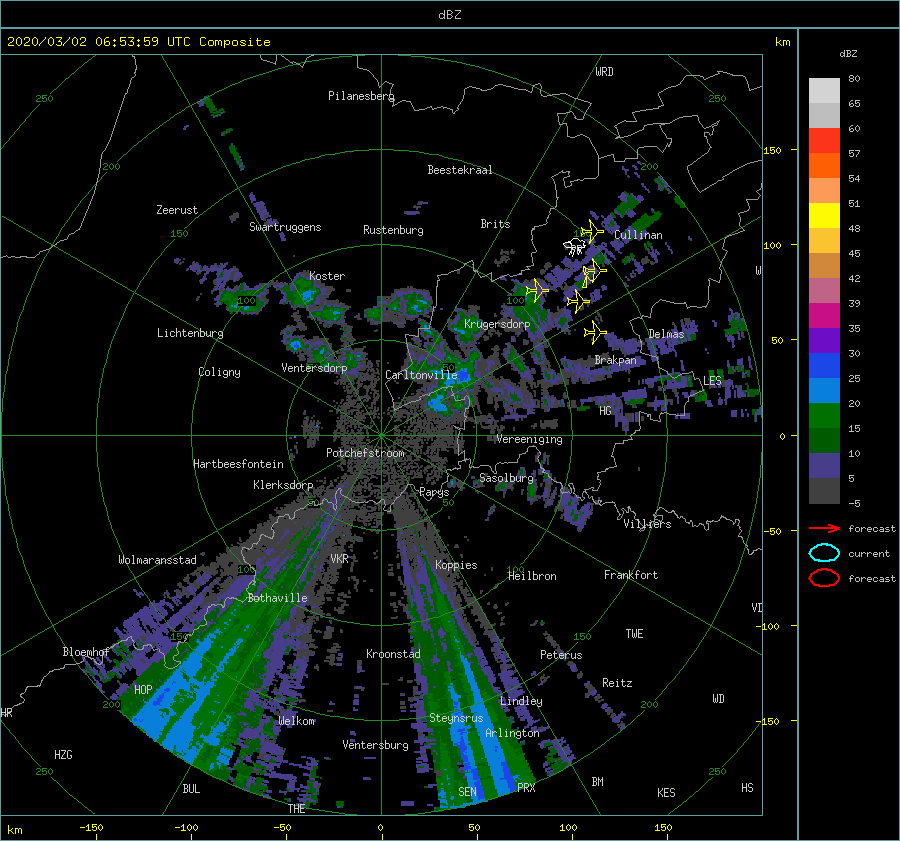 dBZ
2020/03/02 06:53:59 UTC Composite
km
dBZ
WRD
250
Pilanesberg
250
80
65
60
57
54
51
48
45
42
39
35
30
25
20
15
10
5
-5
150
200
Beestekraal
200
Zeerust
Swartruggens
Rustenburg
Brits
150
Cullinan
100
W
Koster
100
100
Lichtenburg
Krugersdorp
Delmas
50
Ventersdorp
Carltonville
Brakpan
Coligny
LES
HG
Vereeniging
0
Potchefstroom
Hartbeesfontein
Klerksdorp
Parys
Sasolburg
50
50
Villiers
-50
forecast
current
forecast
Wolmaransstad
VKR
Koppies
100
100
Heilbron
Frankfort
Bothaville
VD
-100
150
150
TWE
Bloemhof
Kroonstad
Peterus
HOP
Reitz
200
200
WD
HR
Lindley
Welkom
Steynsrus
Arlington
-150
HZG
Ventersburg
250
250
BUL
THE
SEN
PRX
BM
KES
HS
km
-150
-100
-50
0
50
100
150